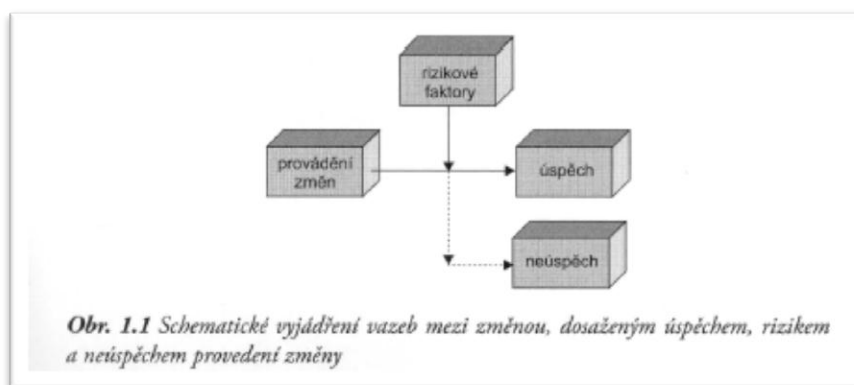 rizikové
faktory
provádění
změn
úspěch
neúspěch
Obr. 1.1 Schematické vyjádření vazeb mezi změnou, dosaženým úspěchem, rizikem
a neúspěchem provedení změny